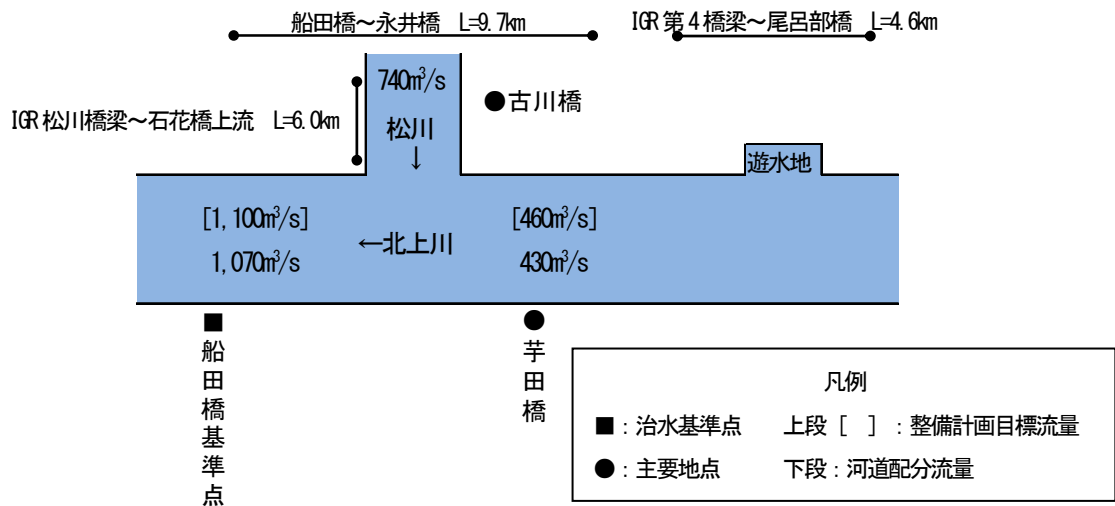 船田橋～永井橋　L=9.7km
IGR第4橋梁～尾呂部橋　L=4.6km
740m³/s
●古川橋
IGR松川橋梁～石花橋上流　L=6.0km
松川
↓
遊水地
[1,100m³/s]
[460m³/s]
←北上川
1,070m³/s
430m³/s
■
船田橋基準点
●
芋田橋
凡例
■：治水基準点　上段［　］：整備計画目標流量
●：主要地点　下段：河道配分流量